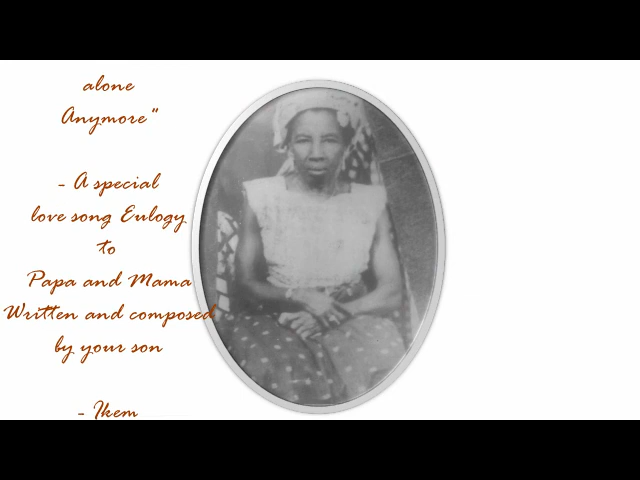 alone
Anymore"
- A special
love song Eulogy
to
Papa and Mama
Written and composed
by your son
- Ikem